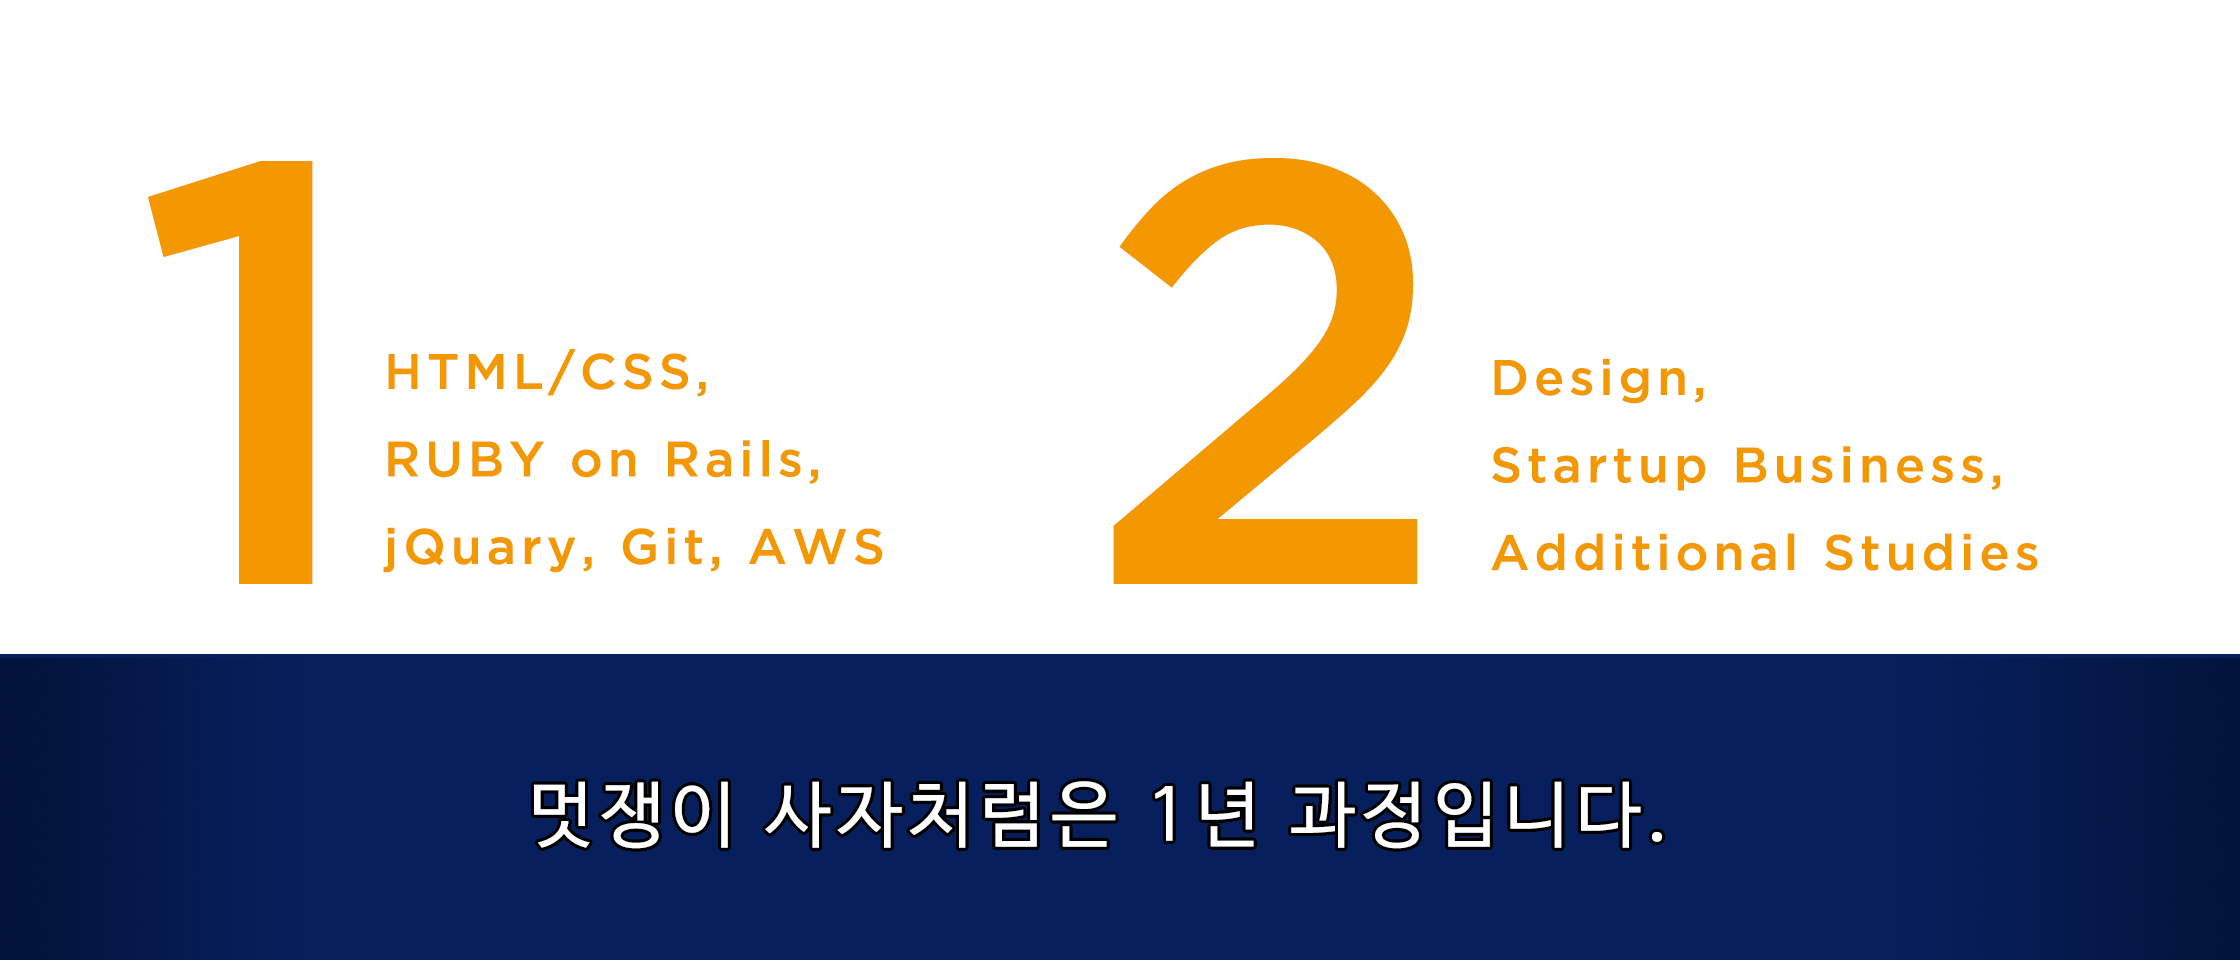 1
HTML/CSS,
RUBY on Rails,
jQuary, Git, AWS
2
Design,
Startup Business,
Additional Studies
멋쟁이 사자처럼은 1년 과정입니다.